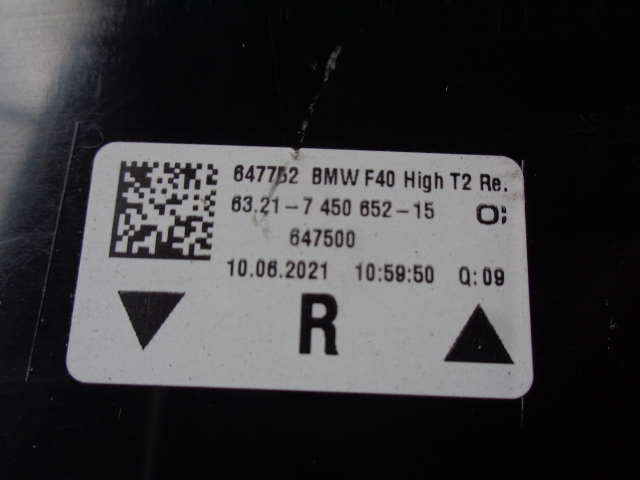 647762 BMW F40 High T2 Re.
63.21-7 450 652-15 O;
647500
10.06.2021 10:59:50 Q:09
R